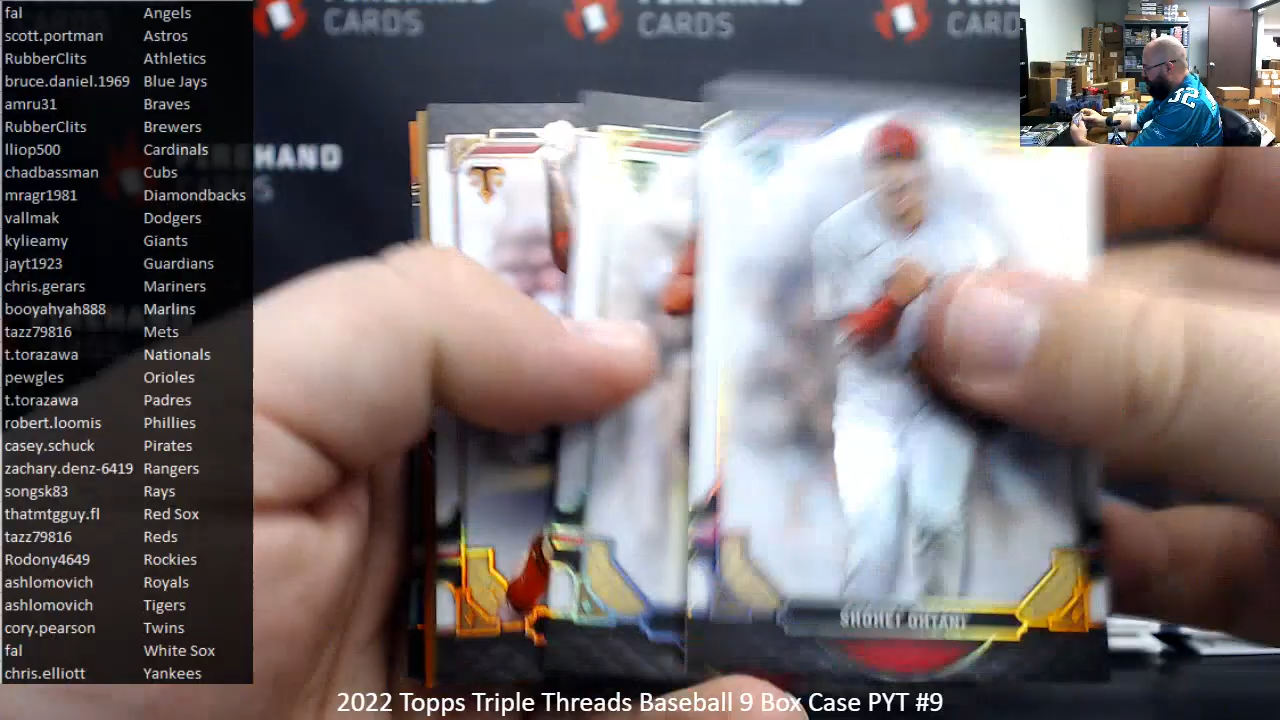 fal Angels
scott.portman Astros
RubberClits Athletics
bruce.daniel.1969 Blue Jays
amru31 Braves
RubberClits Brewers
lliop500 Cardinals
chadbassman Cubs
mragr1981 Diamondbacks
vallmak Dodgers
kylieamy Giants
jayt1923 Guardians
chris.gerars Mariners
booyahyah888 Marlins
tazz79816 Mets
t.torazawa Nationals
pewgles Orioles
t.torazawa Padres
robert.loomis Phillies
casey.schuck Pirates
zachary.denz-6419 Rangers
songsk83 Rays
thatmtgguy.fl Red Sox
tazz79816 Reds
Rodony4649 Rockies
ashlomovich Royals
ashlomovich Tigers
cory.pearson Twins
fal White Sox
chris.elliott Yankees
CARDS
CARDS
CARD
HAND
32
T
SHOHEI OHTANI
2022 Topps Triple Threads Baseball 9 Box Case PYT #9